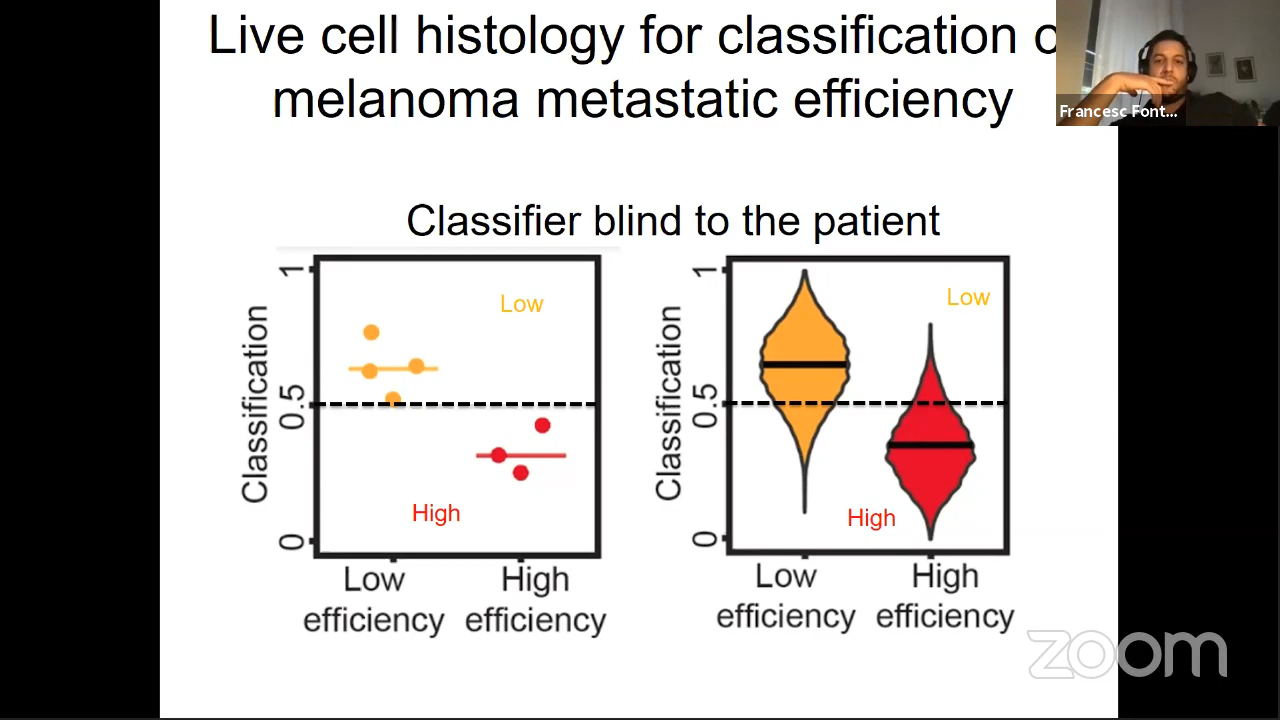 Live cell histology for classification o
melanoma metastatic efficiency
Francesc Font...
Classifier blind to the patient
Classification
1
0.5
0
Low
High
Low
efficiency
High
efficiency
Classification
1
0.5
0
Low
High
Low
efficiency
High
efficiency
zoom